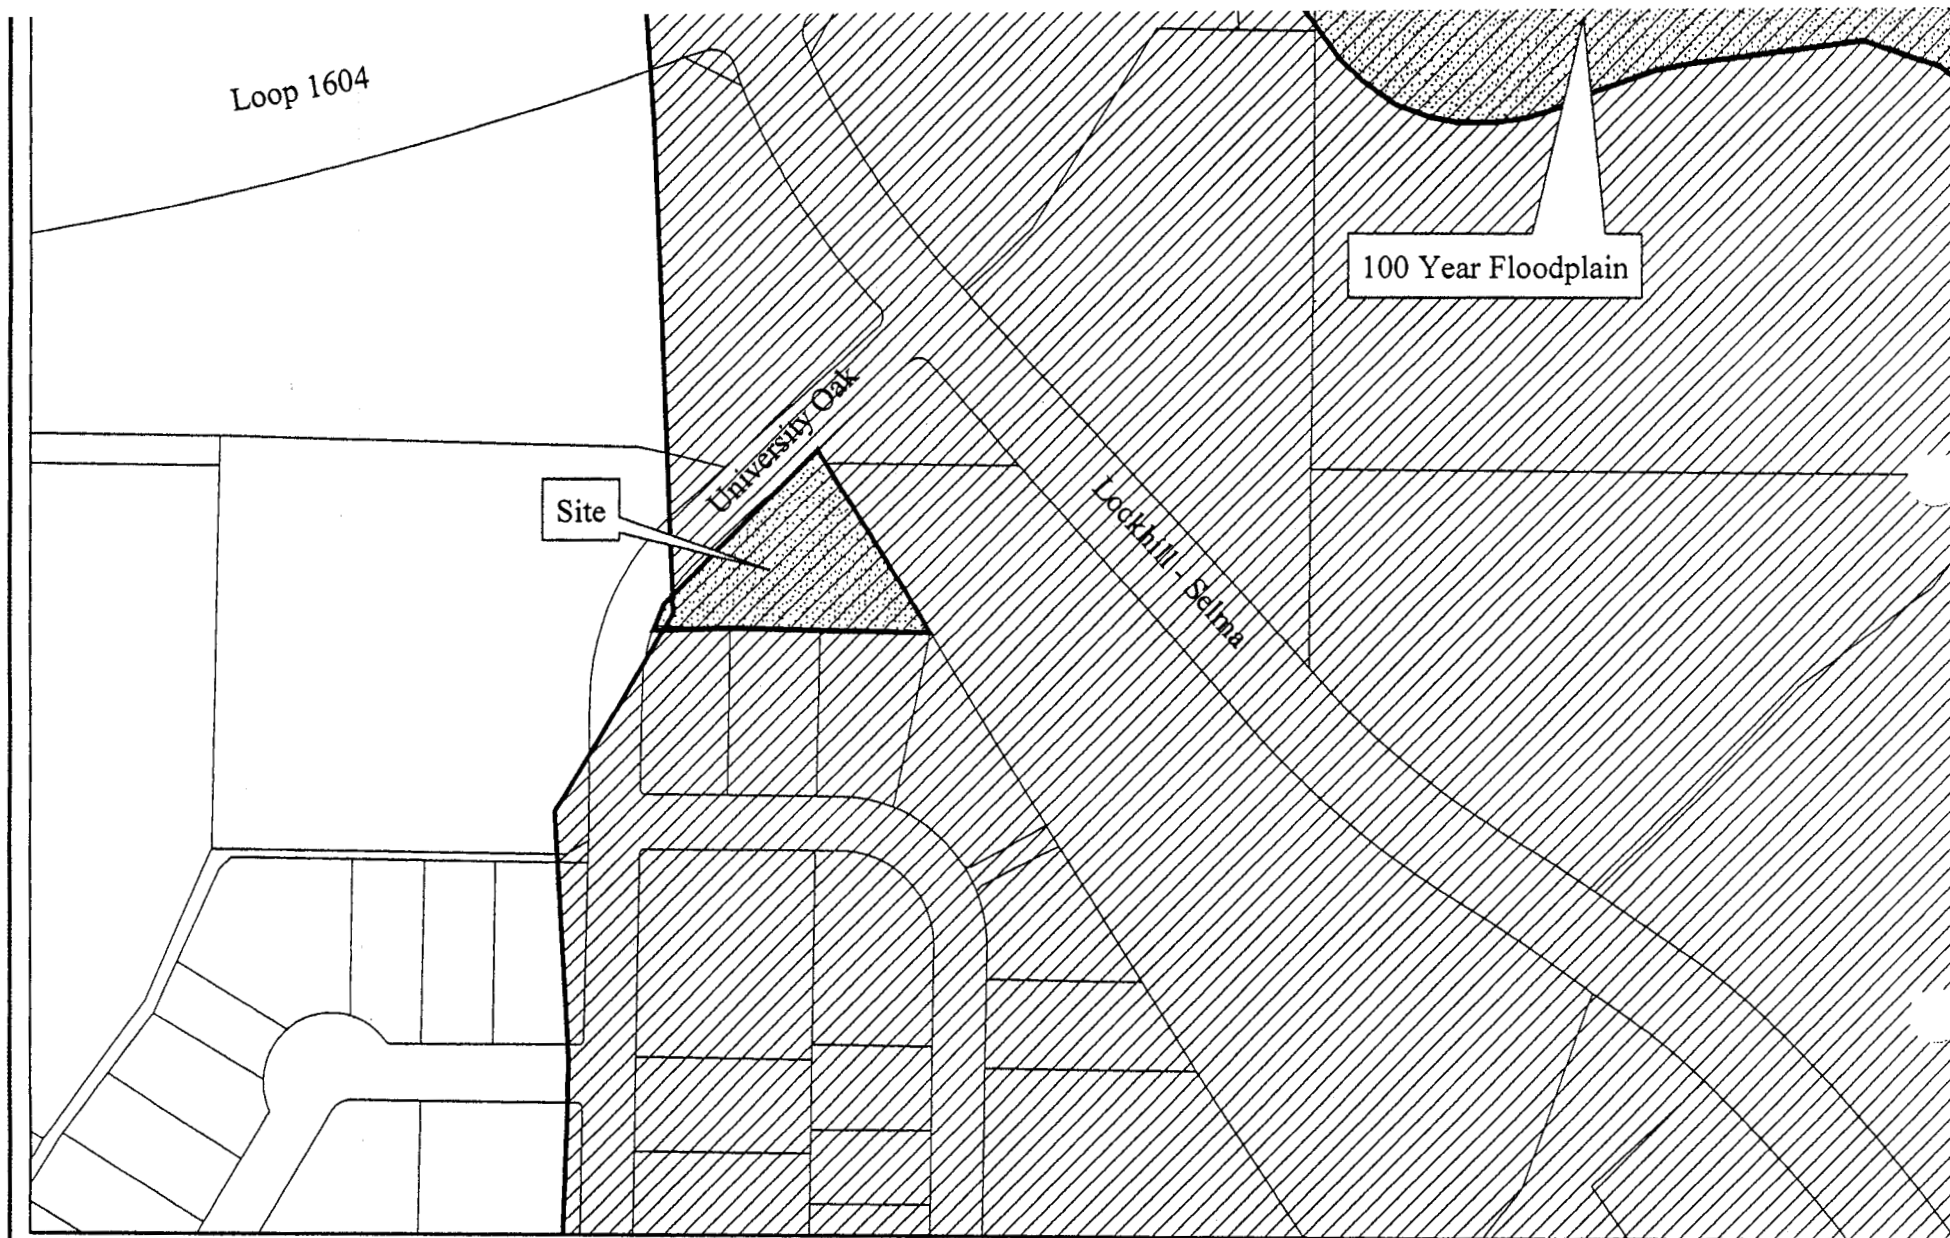 Loop 1604
100 Year Floodplain
University Oak
Site
Lockhill - Selma